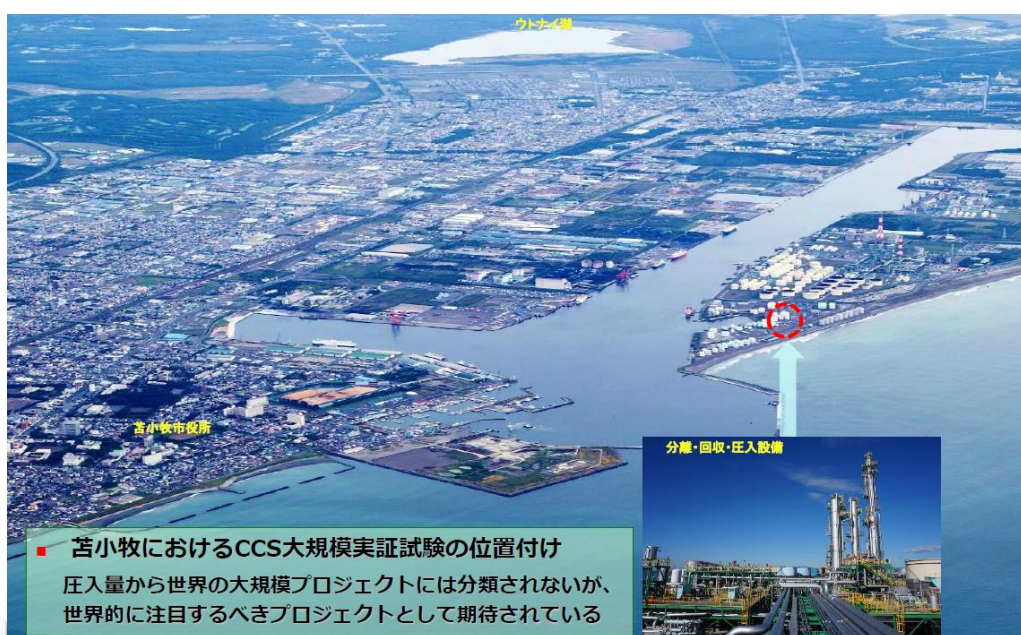 ウトナイ湖
苫小牧市役所
分離・回収・圧入設備
苫小牧におけるCCS大規模実証試験の位置付け
圧入量から世界の大規模プロジェクトには分類されないが、
世界的に注目するべきプロジェクトとして期待されている